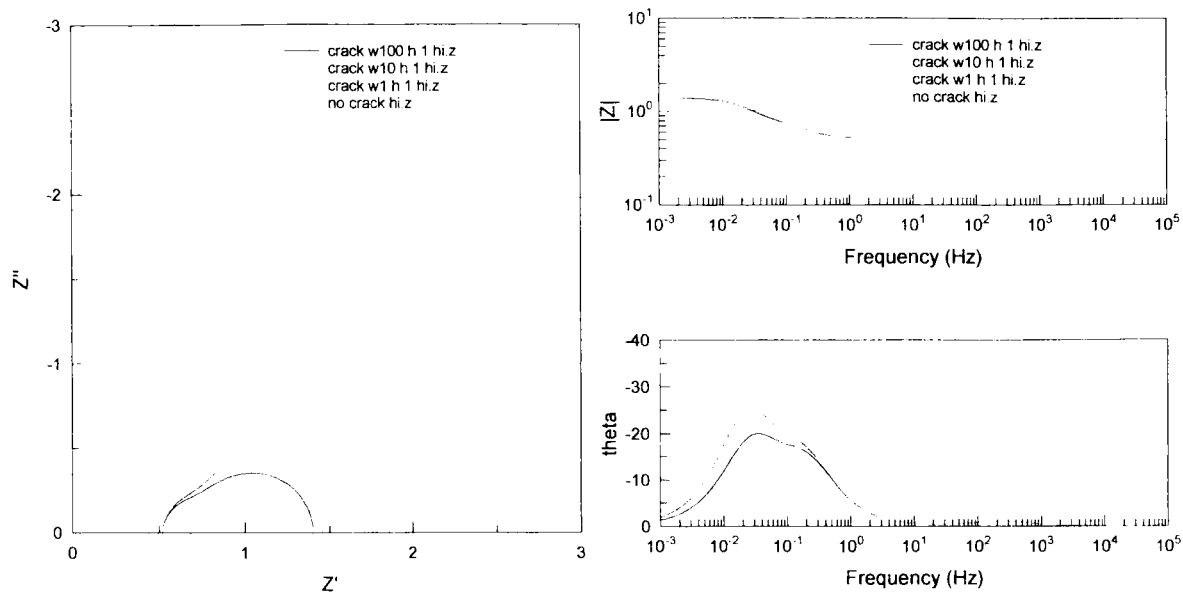 -3
crack w100 h 1 hi.z
crack w10 h 1 hi.z
crack w1 h 1 hi.z
no crack hi.z
-2
Z"
-1
0
0 1 2 3
Z'
10^1
crack w100 h 1 hi.z
crack w10 h 1 hi.z
crack w1 h 1 hi.z
no crack hi.z
|Z|
10^0
10^-1
10^-3 10^-2 10^-1 10^0 10^1 10^2 10^3 10^4 10^5
Frequency (Hz)
-40
-30
theta
-20
-10
0
10^-3 10^-2 10^-1 10^0 10^1 10^2 10^3 10^4 10^5
Frequency (Hz)